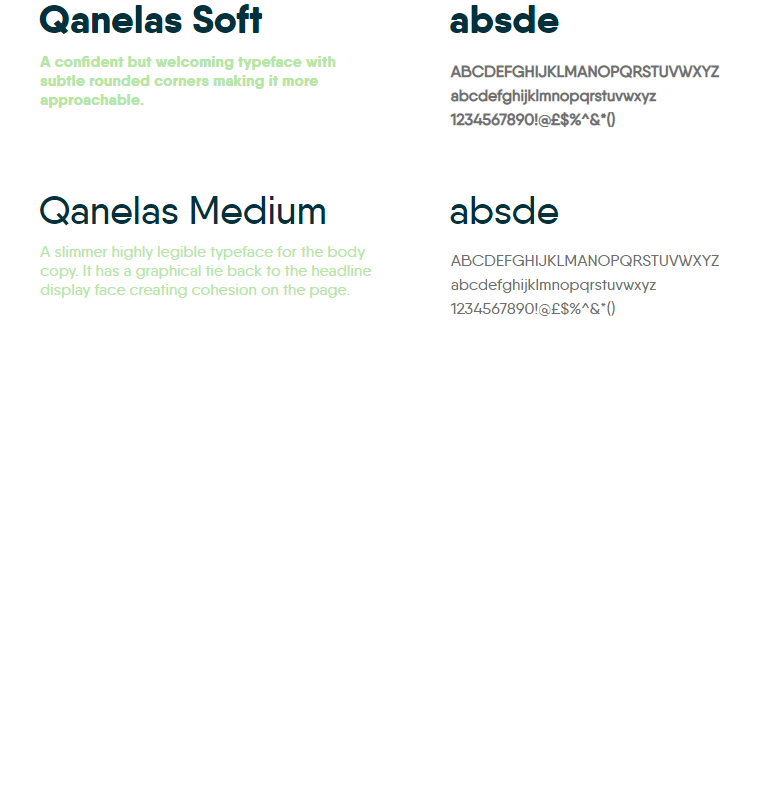 Qanelas Soft
A confident but welcoming typeface with
subtle rounded corners making it more
approachable.
absde
ABCDEFGHIJKLMANOPQRSTUVWXYZ
abcdefghijklmnopqrstuvwxyz
1234567890!@£$%^&*()
Qanelas Medium
A slimmer highly legible typeface for the body
copy. It has a graphical tie back to the headline
display face creating cohesion on the page.
absde
ABCDEFGHIJKLMANOPQRSTUVWXYZ
abcdefghijklmnopqrstuvwxyz
1234567890!@£$%^&*()